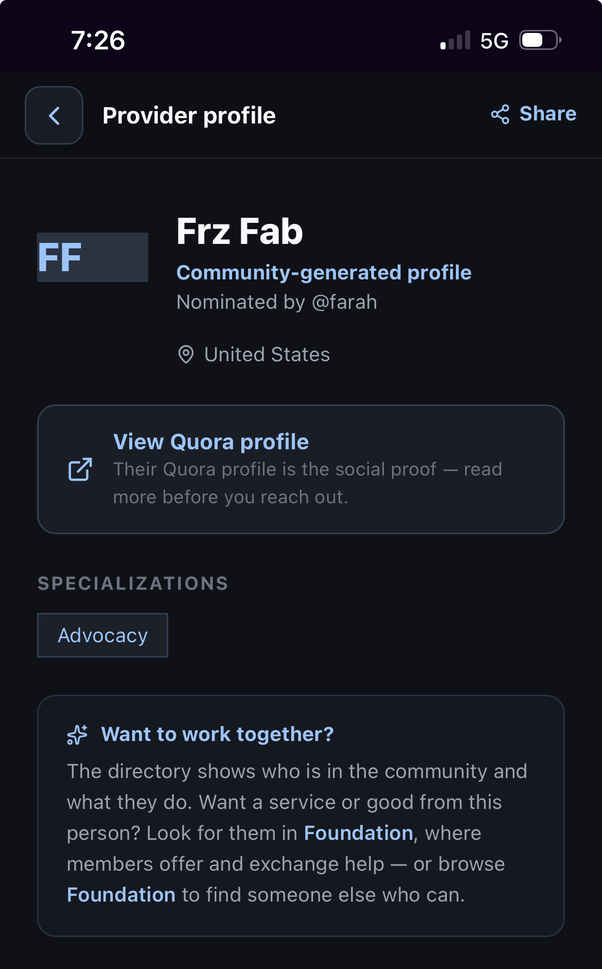 7:26
5G
Provider profile
Share
FF
Frz Fab
Community-generated profile
Nominated by @farah
United States
View Quora profile
Their Quora profile is the social proof — read
more before you reach out.
SPECIALIZATIONS
Advocacy
Want to work together?
The directory shows who is in the community and
what they do. Want a service or good from this
person? Look for them in Foundation, where
members offer and exchange help — or browse
Foundation to find someone else who can.